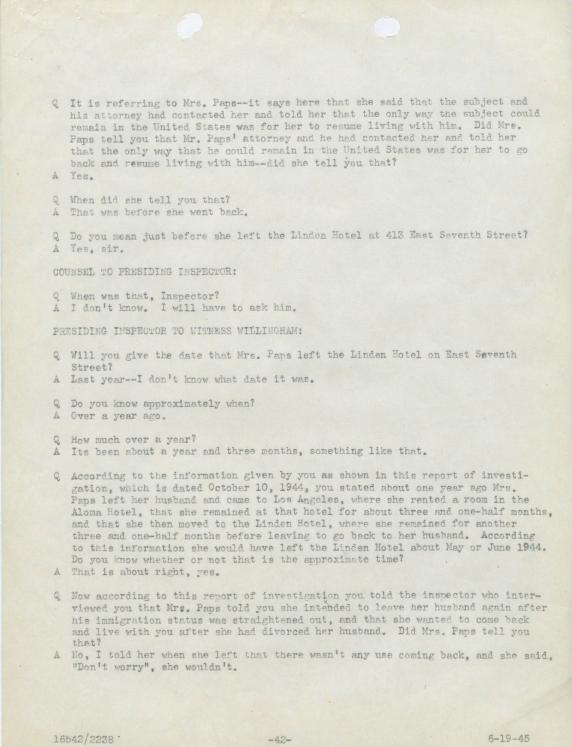 Q It is referring to Mrs. Paps--it says here that she said that the subject and
his attorney had contacted her and told her that the only way the subject could
remain in the United States was for her to resume living with him. Did Mrs.
Paps tell you that Mr. Paps' attorney and he had contacted her and told her
that the only way that he could remain in the United States was for her to go
back and resume living with him--did she tell you that?
A Yes.
Q When did she tell you that?
A That was before she went back.
Q Do you mean just before she left the Linden Hotel at 413 East Seventh Street?
A Yes, sir.
COUNSEL TO PRESIDING INSPECTOR:
Q When was that, Inspector?
A I don't know. I will have to ask him.
PRESIDING INSPECTOR TO WITNESS WILLINGHAM:
Q Will you give the date that Mrs. Paps left the Linden Hotel on East Seventh
Street?
A Last year--I don't know what date it was.
Q Do you know approximately when?
A Over a year ago.
Q How much over a year?
A Its been about a year and three months, something like that.
Q According to the information given by you as shown in this report of investi-
gation, which is dated October 10, 1944, you stated about one year ago Mrs.
Paps left her husband and came to Los Angeles, where she rented a room in the
Aloma Hotel, that she remained at that hotel for about three and one-half months,
and that she then moved to the Linden Hotel, where she remained for another
three and one-half months before leaving to go back to her husband. According
to this information she would have left the Linden Hotel about May or June 1944.
Do you know whether or not that is the approximate time?
A That is about right, yes.
Q Now according to this report of investigation you told the inspector who inter-
viewed you that Mrs. Paps told you she intended to leave her husband again after
his immigration status was straightened out, and that she wanted to come back
and live with you after she had divorced her husband. Did Mrs. Paps tell you
that?
A No, I told her when she left that there wasn't any use coming back, and she said,
"Don't worry", she wouldn't.
16542/2238
-42-
6-19-45